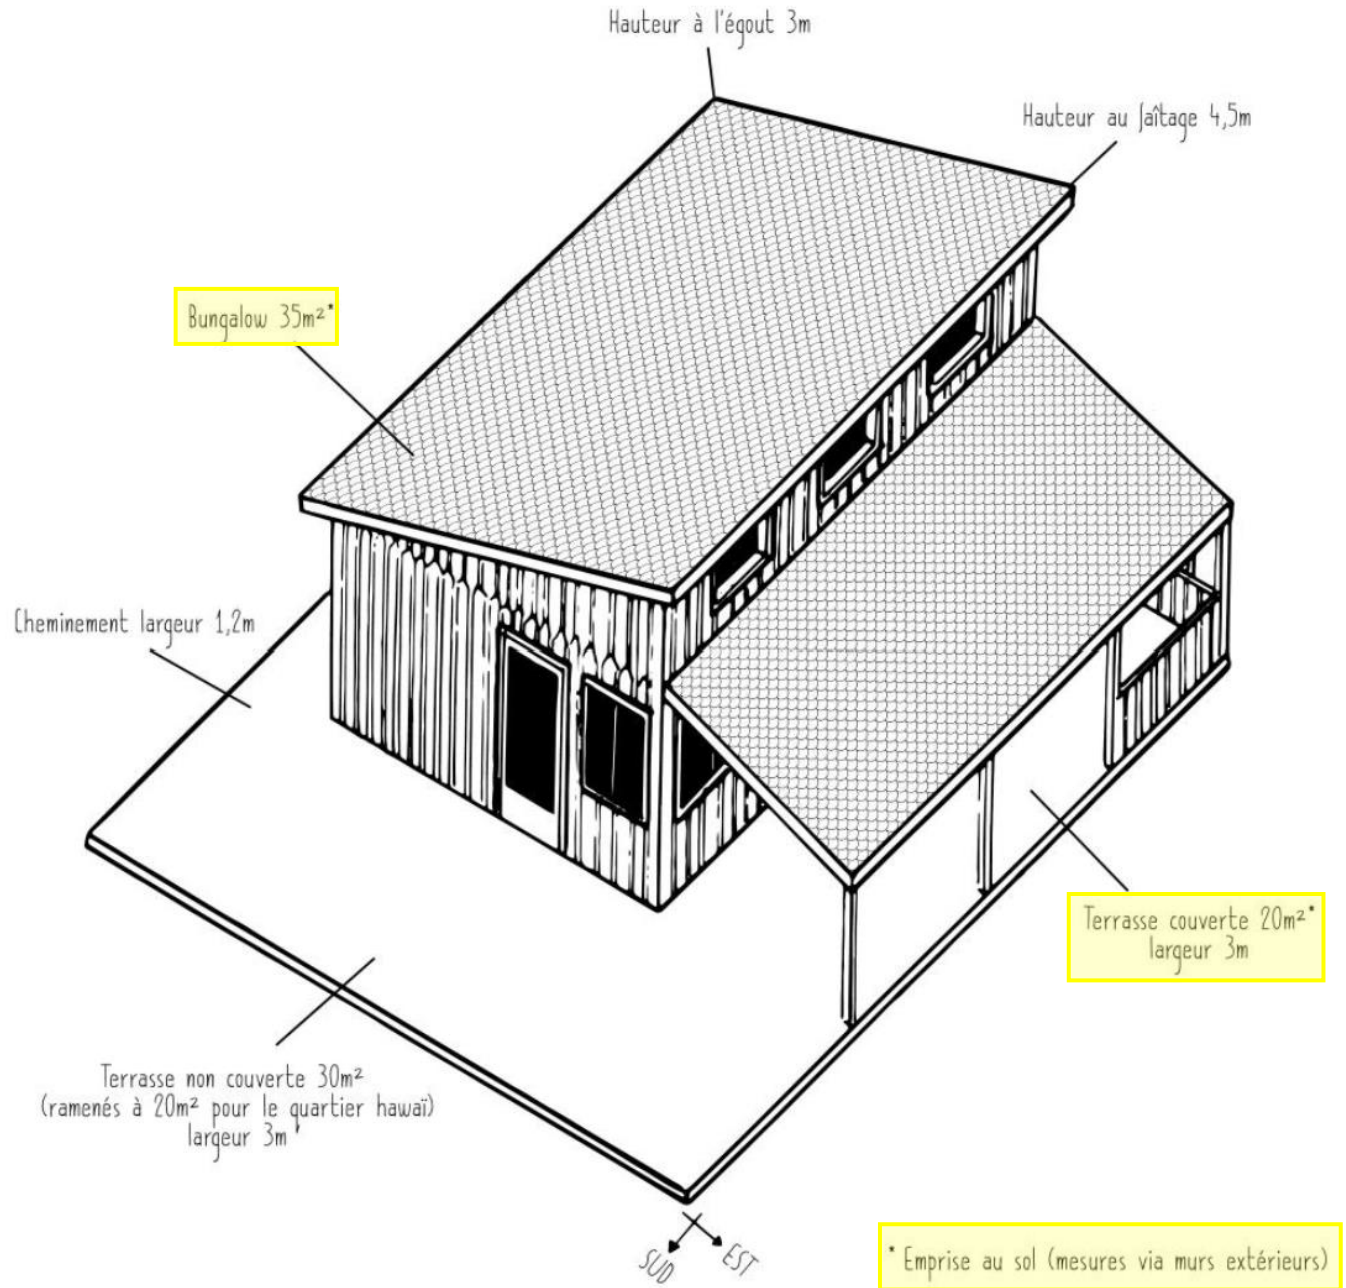 Hauteur à l'égout 3m
Hauteur au faîtage 4,5m
Bungalow 35m²*
Cheminement largeur 1,2m
Terrasse couverte 20m²*
largeur 3m
Terrasse non couverte 30m²
(ramenés à 20m² pour le quartier hawaï)
largeur 3m
SUD
EST
* Emprise au sol (mesures via murs extérieurs)